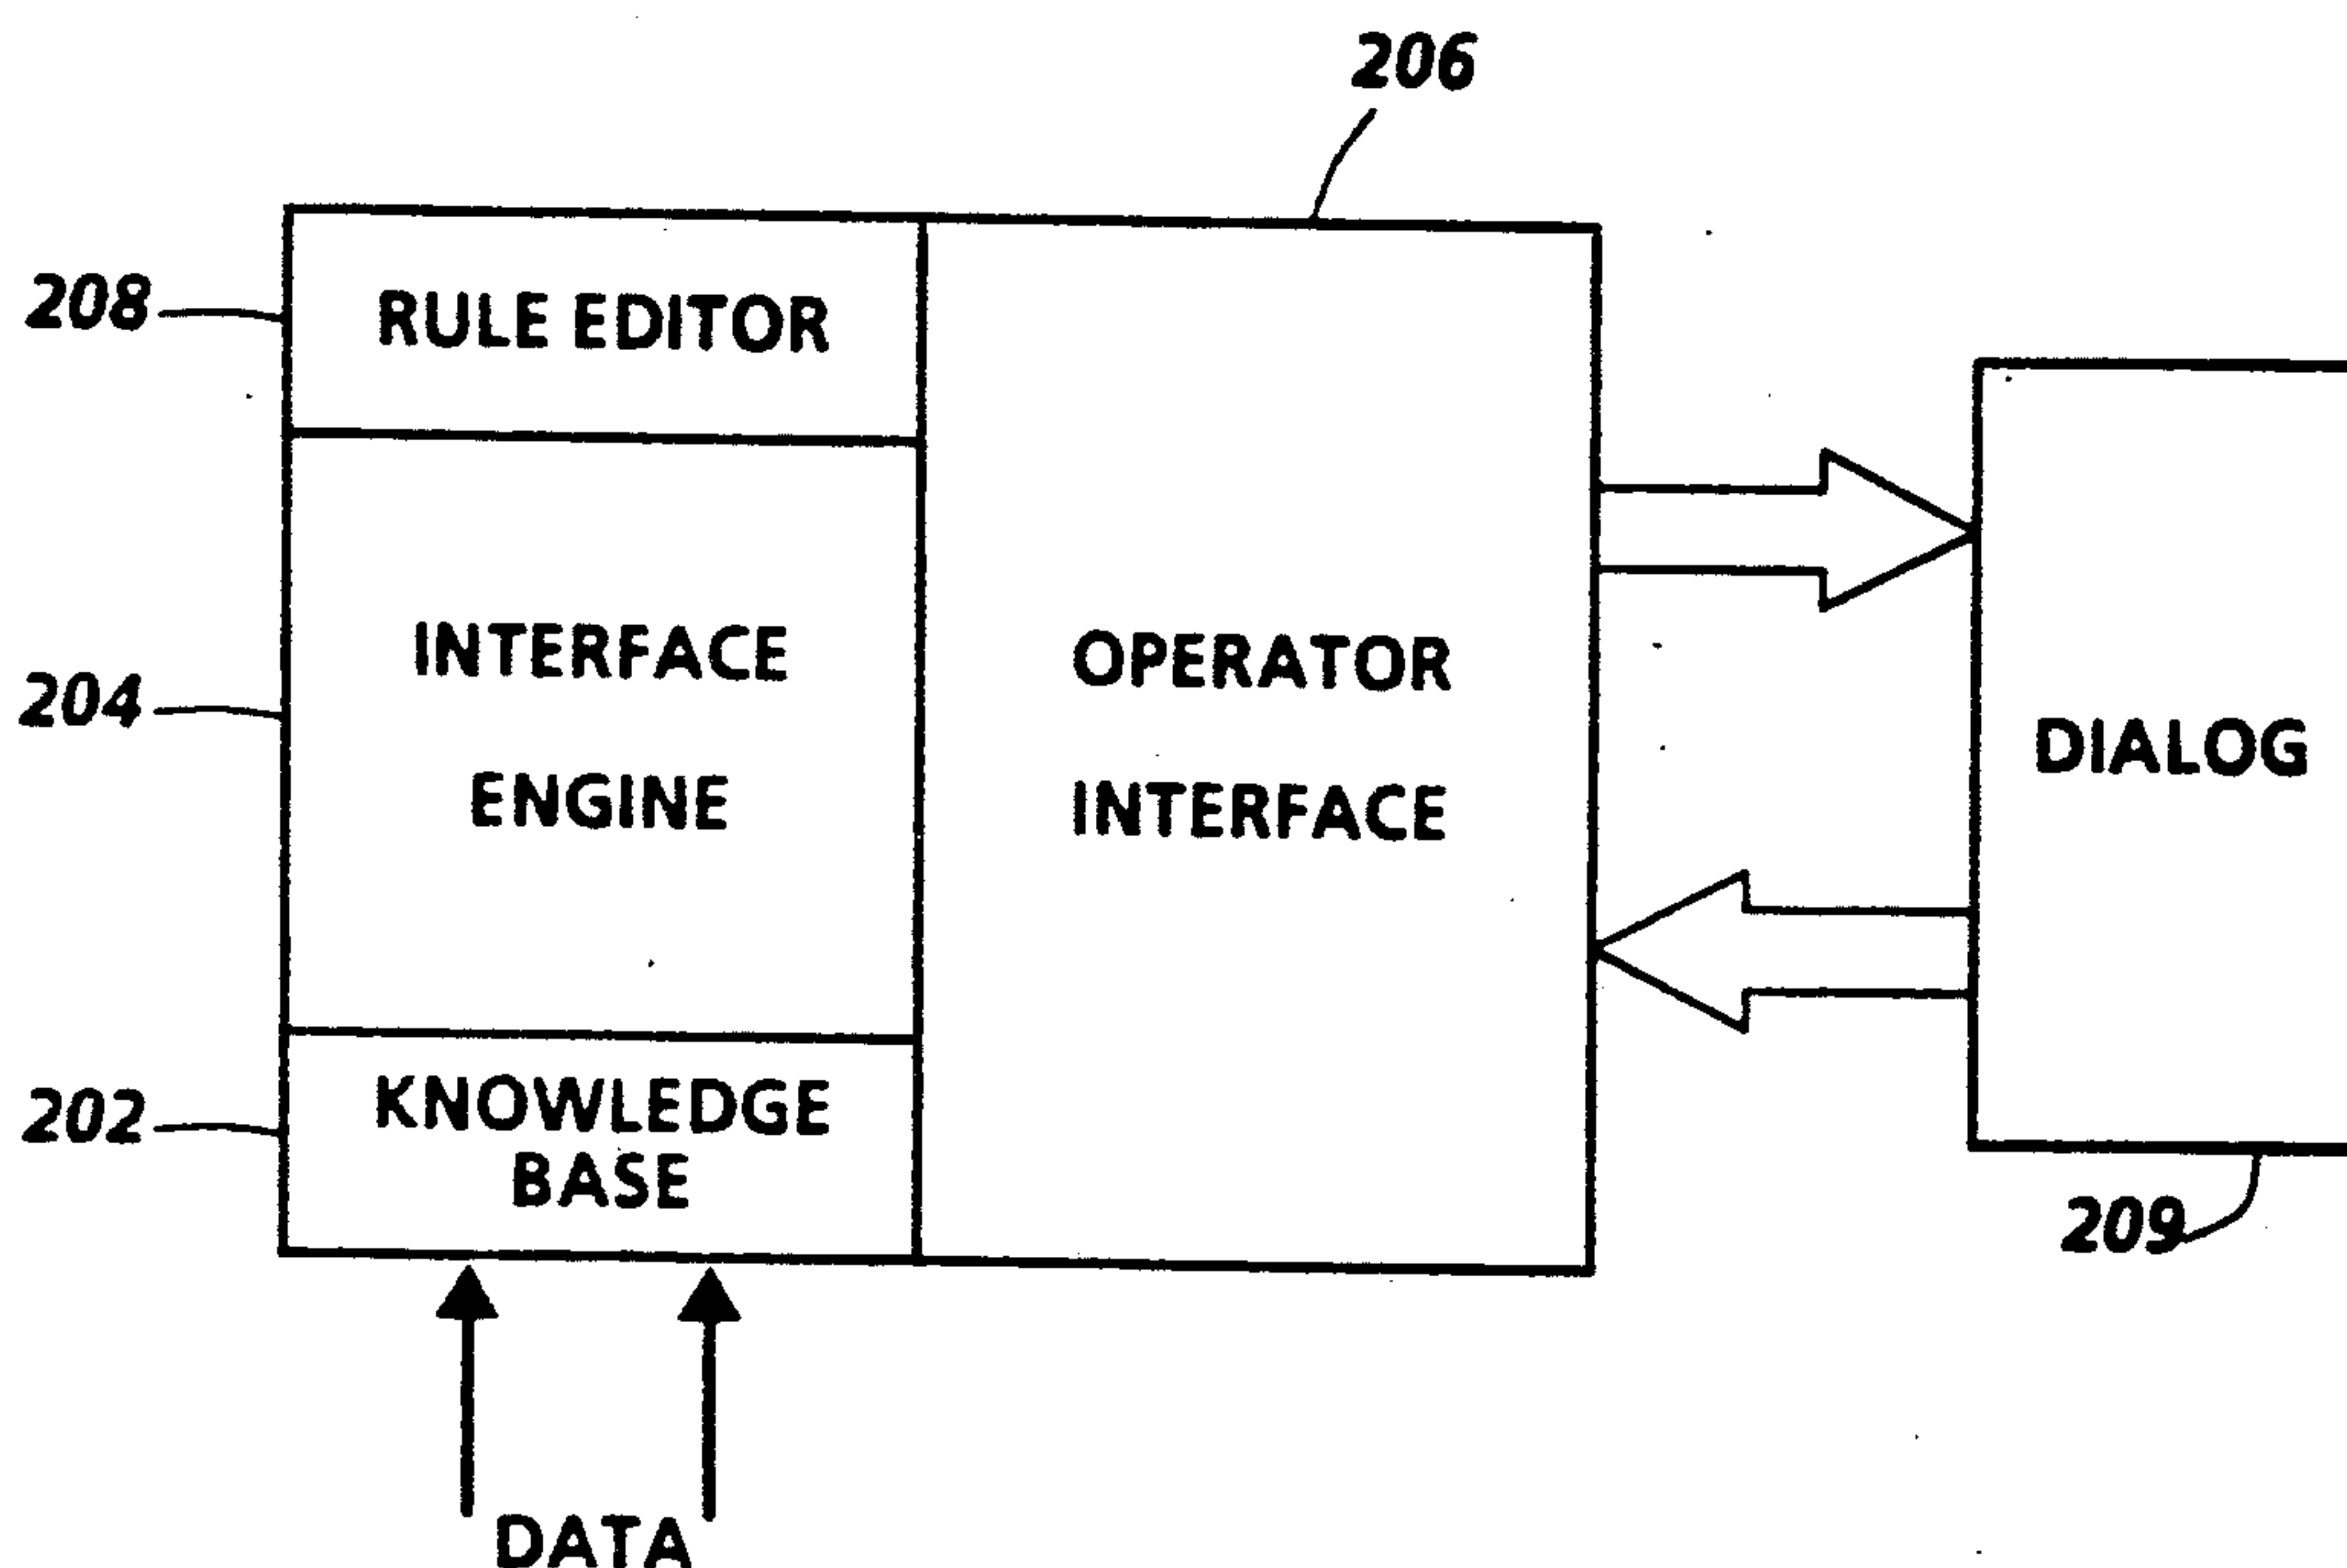 206
208
RULE EDITOR
204
INTERFACE
ENGINE
OPERATOR
INTERFACE
DIALOG
202
KNOWLEDGE
BASE
209
DATA